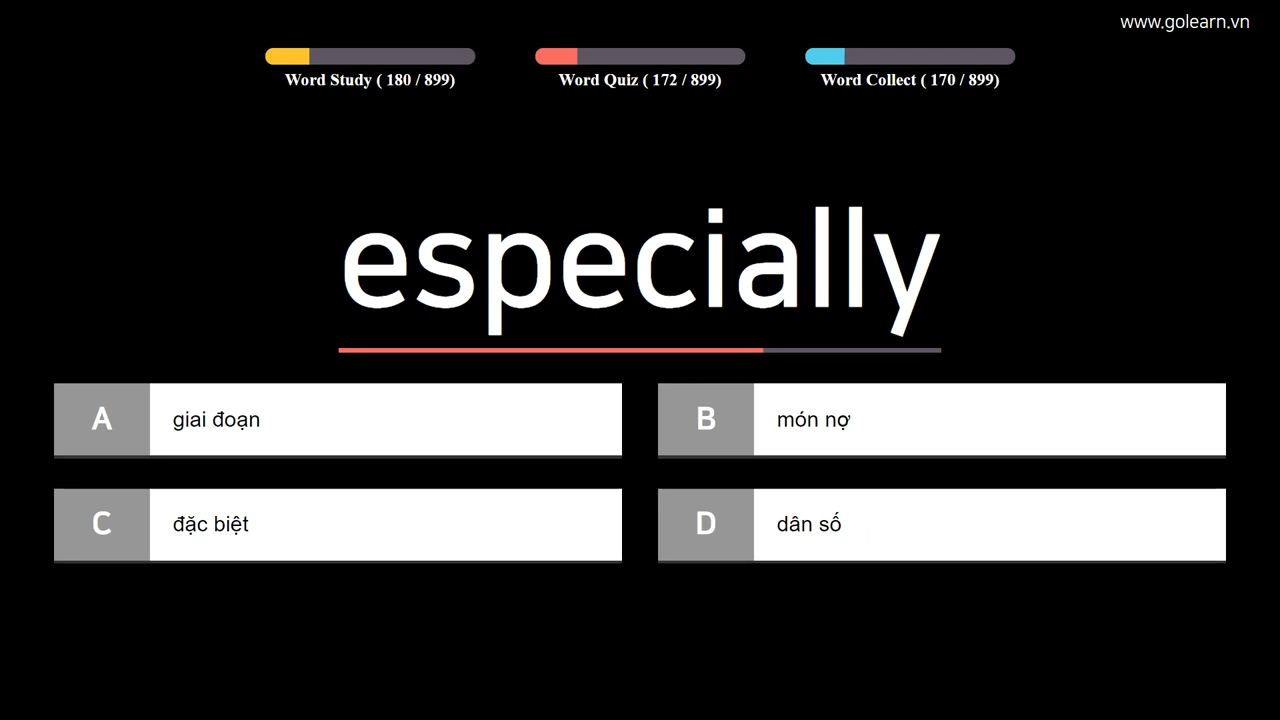 www.golearn.vn
Word Study ( 180 / 899)
Word Quiz ( 172 / 899)
Word Collect ( 170 / 899)
especially
A giai đoạn
B món nợ
C đặc biệt
D dân số